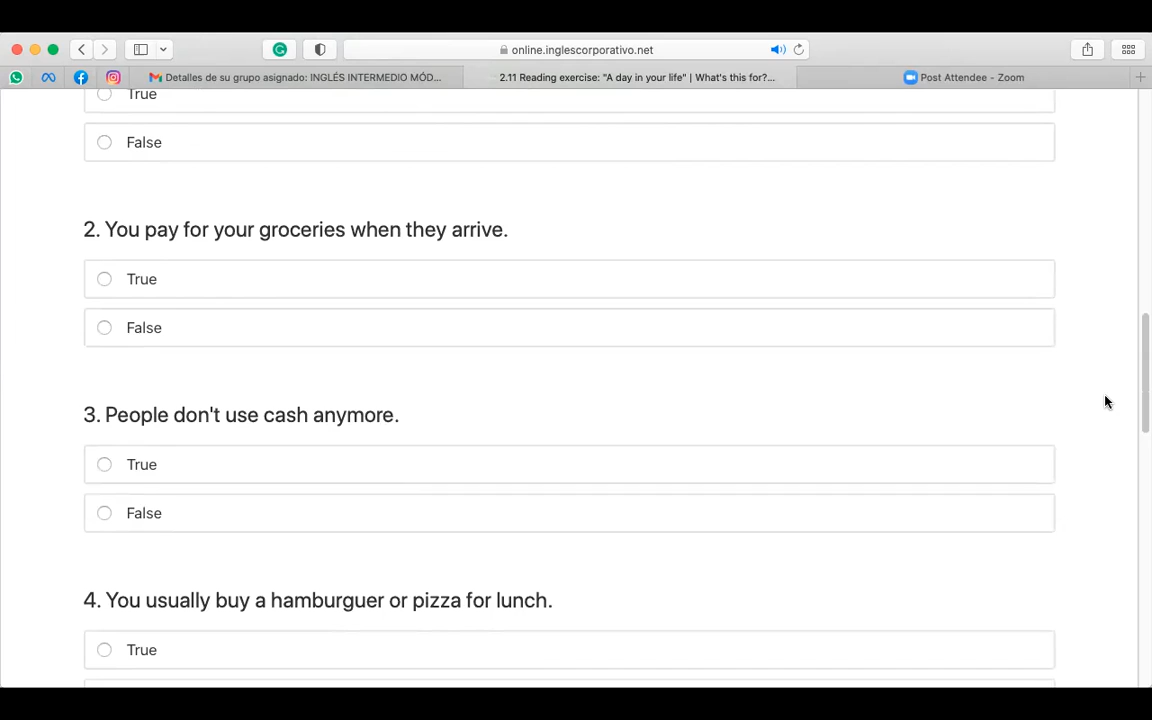 online.inglescorporativo.net
Detalles de su grupo asignado: INGLÉS INTERMEDIO MÓD...
2.11 Reading exercise: "A day in your life" | What's this for?...
Post Attendee - Zoom
True
False
2. You pay for your groceries when they arrive.
True
False
3. People don't use cash anymore.
True
False
4. You usually buy a hamburguer or pizza for lunch.
True